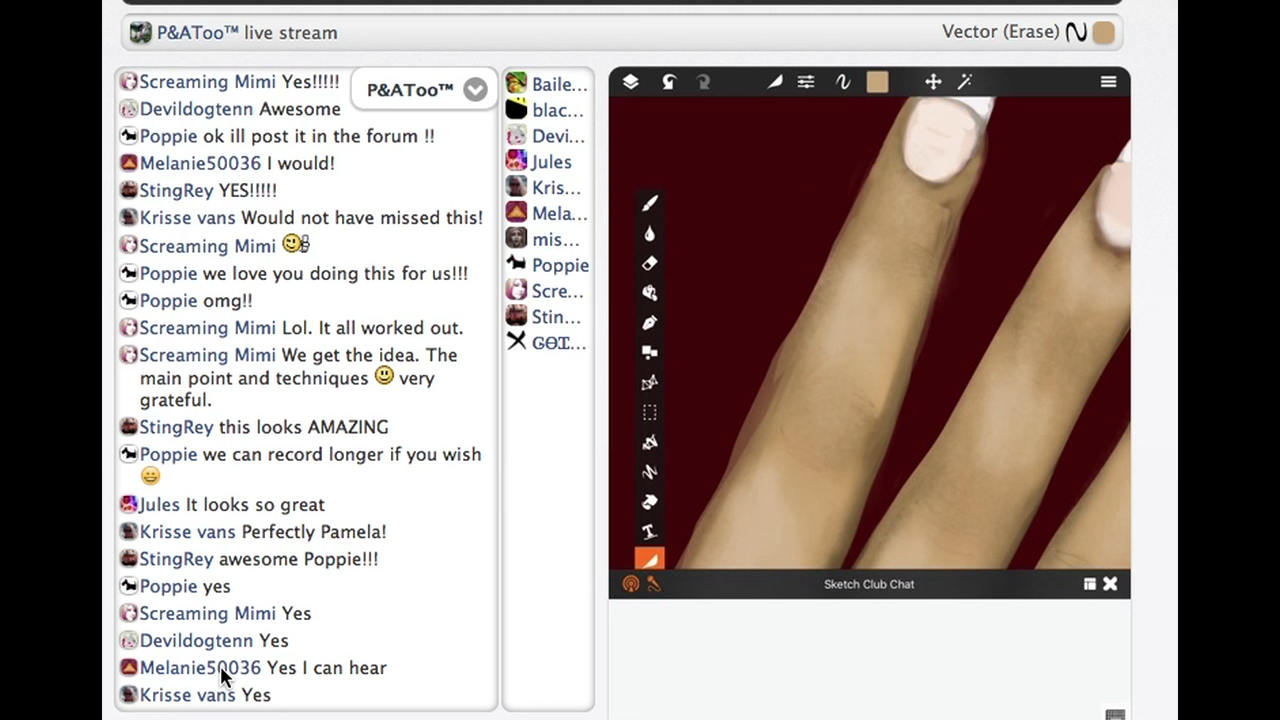 P&AToo™ live stream
Vector (Erase)
Screaming Mimi Yes!!!!!
P&AToo™
Devildogtenn Awesome
Poppie ok ill post it in the forum !!
Melanie50036 I would!
StingRey YES!!!!!
Krisse vans Would not have missed this!
Screaming Mimi
Poppie we love you doing this for us!!!
Poppie omg!!
Screaming Mimi Lol. It all worked out.
Screaming Mimi We get the idea. The
main point and techniques 🙂 very
grateful.
StingRey this looks AMAZING
Poppie we can record longer if you wish
😀
Jules It looks so great
Krisse vans Perfectly Pamela!
StingRey awesome Poppie!!!
Poppie yes
Screaming Mimi Yes
Devildogtenn Yes
Melanie50036 Yes I can hear
Krisse vans Yes
Baile...
blac...
Devi...
Jules
Kris...
Mela...
mis...
Poppie
Scre...
Stin...
Sketch Club Chat